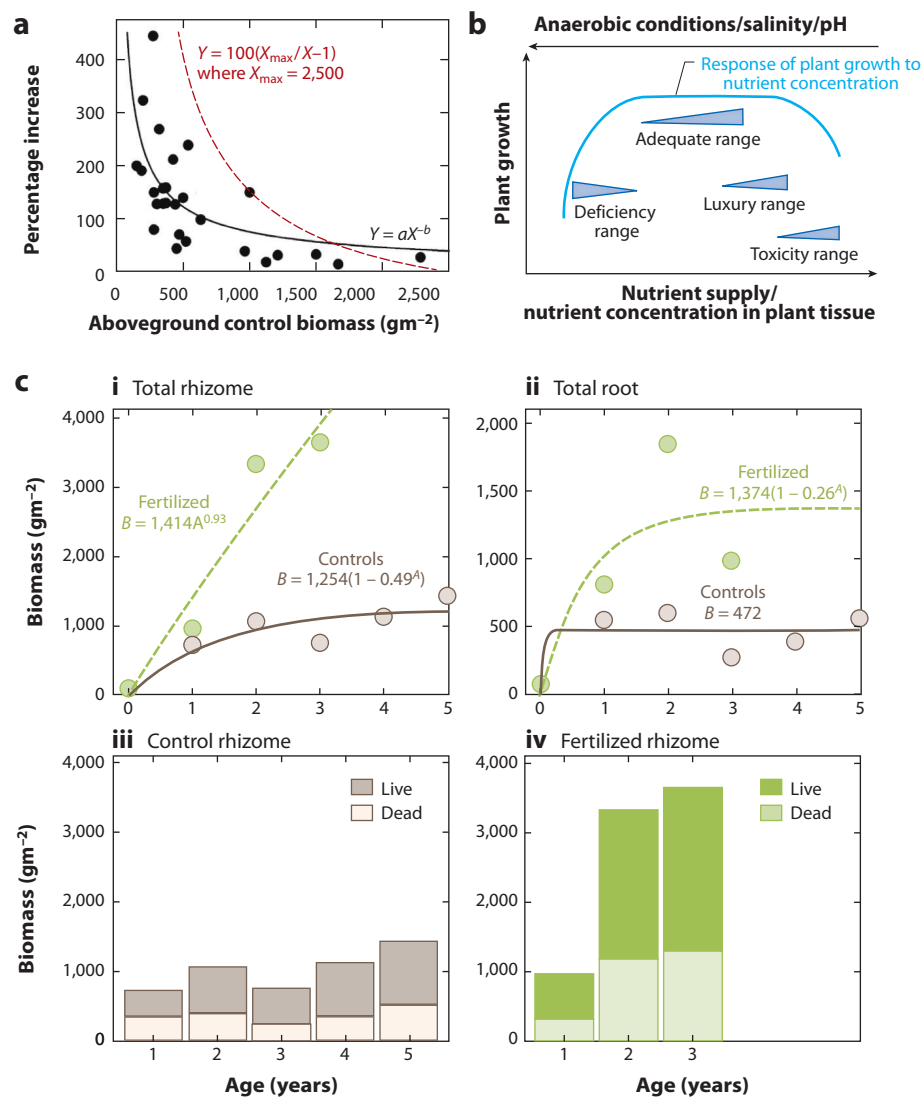 a
Percentage increase
400
300
200
100
0
0
500
1,000
1,500
2,000
2,500
Aboveground control biomass (gm⁻²)
Y = 100(Xmax/X–1)
where Xmax = 2,500
Y = aX⁻ᵇ
b
Anaerobic conditions/salinity/pH
Plant growth
Response of plant growth to
nutrient concentration
Adequate range
Deficiency
range
Luxury range
Toxicity range
Nutrient supply/
nutrient concentration in plant tissue
c
i Total rhizome
Biomass (gm⁻²)
4,000
3,000
2,000
1,000
0
0 1 2 3 4 5
Fertilized
B = 1,414A⁰·⁹³
Controls
B = 1,254(1 – 0.49ᴬ)
ii Total root
2,000
1,500
1,000
500
0
0 1 2 3 4 5
Fertilized
B = 1,374(1 – 0.26ᴬ)
Controls
B = 472
iii Control rhizome
Biomass (gm⁻²)
4,000
3,000
2,000
1,000
0
1 2 3 4 5
Live
Dead
Age (years)
iv Fertilized rhizome
4,000
3,000
2,000
1,000
0
1 2 3
Live
Dead
Age (years)